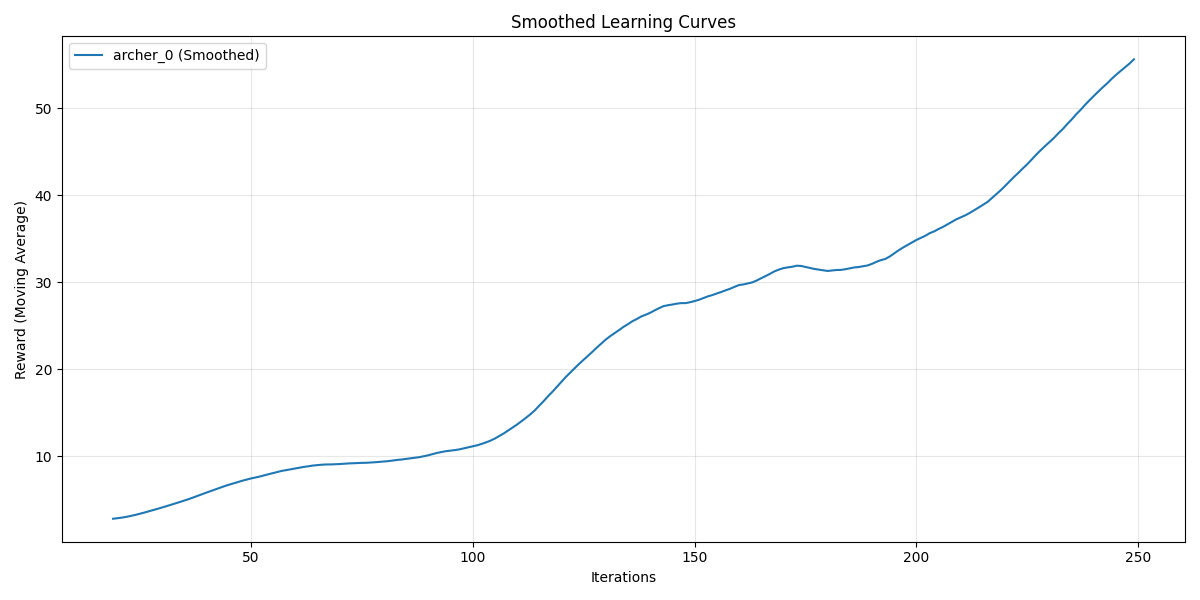 Smoothed Learning Curves
archer_0 (Smoothed)
Reward (Moving Average)
50
40
30
20
10
50 100 150 200 250
Iterations